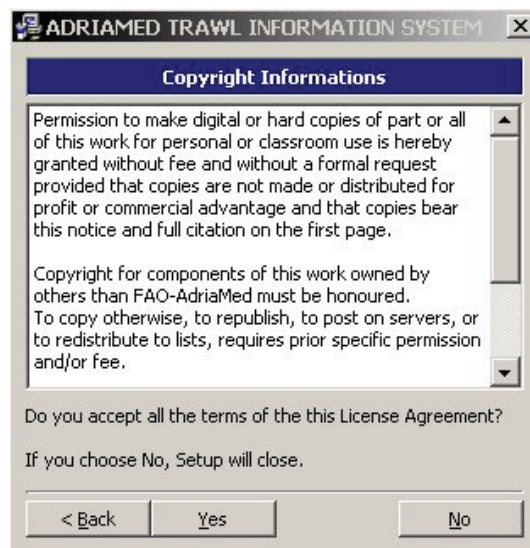 ADRIAMED TRAWL INFORMATION SYSTEM
Copyright Informations
Permission to make digital or hard copies of part or all
of this work for personal or classroom use is hereby
granted without fee and without a formal request
provided that copies are not made or distributed for
profit or commercial advantage and that copies bear
this notice and full citation on the first page.
Copyright for components of this work owned by
others than FAO-AdriaMed must be honoured.
To copy otherwise, to republish, to post on servers, or
to redistribute to lists, requires prior specific permission
and/or fee.
Do you accept all the terms of the this License Agreement?
If you choose No, Setup will close.
< Back Yes No